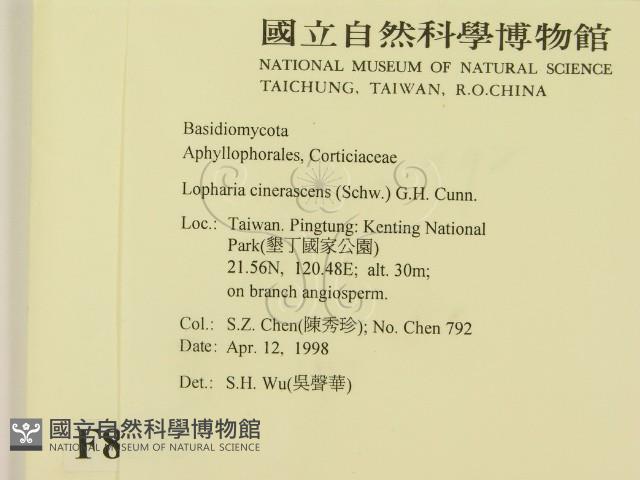 國立自然科學博物館
NATIONAL MUSEUM OF NATURAL SCIENCE
TAICHUNG, TAIWAN, R.O.CHINA
Basidiomycota
Aphyllophorales, Corticiaceae
Lopharia cinerascens (Schw.) G.H. Cunn.
Loc.: Taiwan. Pingtung: Kenting National
Park(墾丁國家公園)
21.56N, 120.48E; alt. 30m;
on branch angiosperm.
Col.: S.Z. Chen(陳秀珍); No. Chen 792
Date: Apr. 12, 1998
Det.: S.H. Wu(吳聲華)
國立自然科學博物館
NATIONAL MUSEUM OF NATURAL SCIENCE
F8